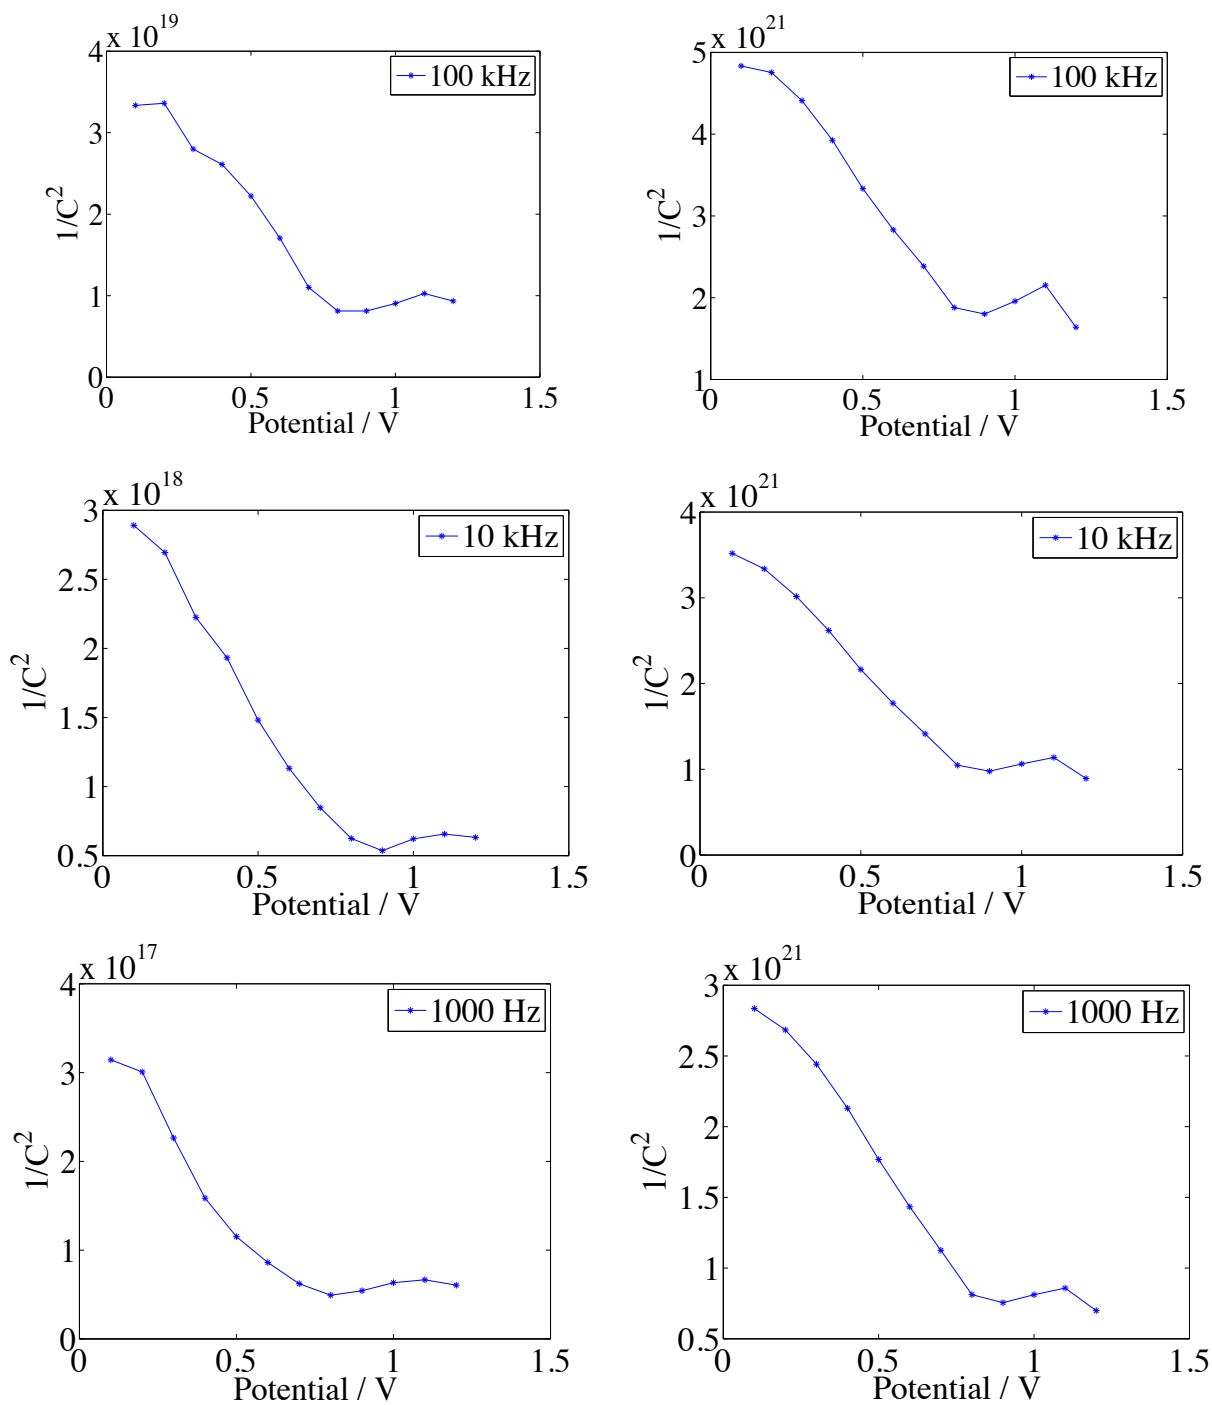 x 10^19
4
3
2
1
0
0 0.5 1 1.5
1/C^2
Potential / V
100 kHz
x 10^21
5
4
3
2
1
0 0.5 1 1.5
1/C^2
Potential / V
100 kHz
x 10^18
3
2.5
2
1.5
1
0.5
0 0.5 1 1.5
1/C^2
Potential / V
10 kHz
x 10^21
4
3
2
1
0
0 0.5 1 1.5
1/C^2
Potential / V
10 kHz
x 10^17
4
3
2
1
0
0 0.5 1 1.5
1/C^2
Potential / V
1000 Hz
x 10^21
3
2.5
2
1.5
1
0.5
0 0.5 1 1.5
1/C^2
Potential / V
1000 Hz